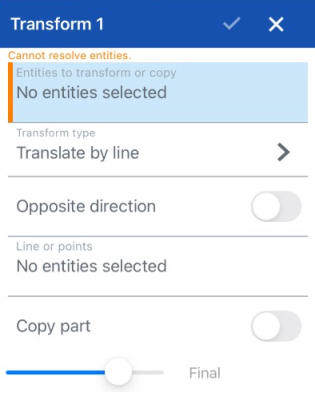 Transform 1
Cannot resolve entities.
Entities to transform or copy
No entities selected
Transform type
Translate by line
Opposite direction
Line or points
No entities selected
Copy part
Final